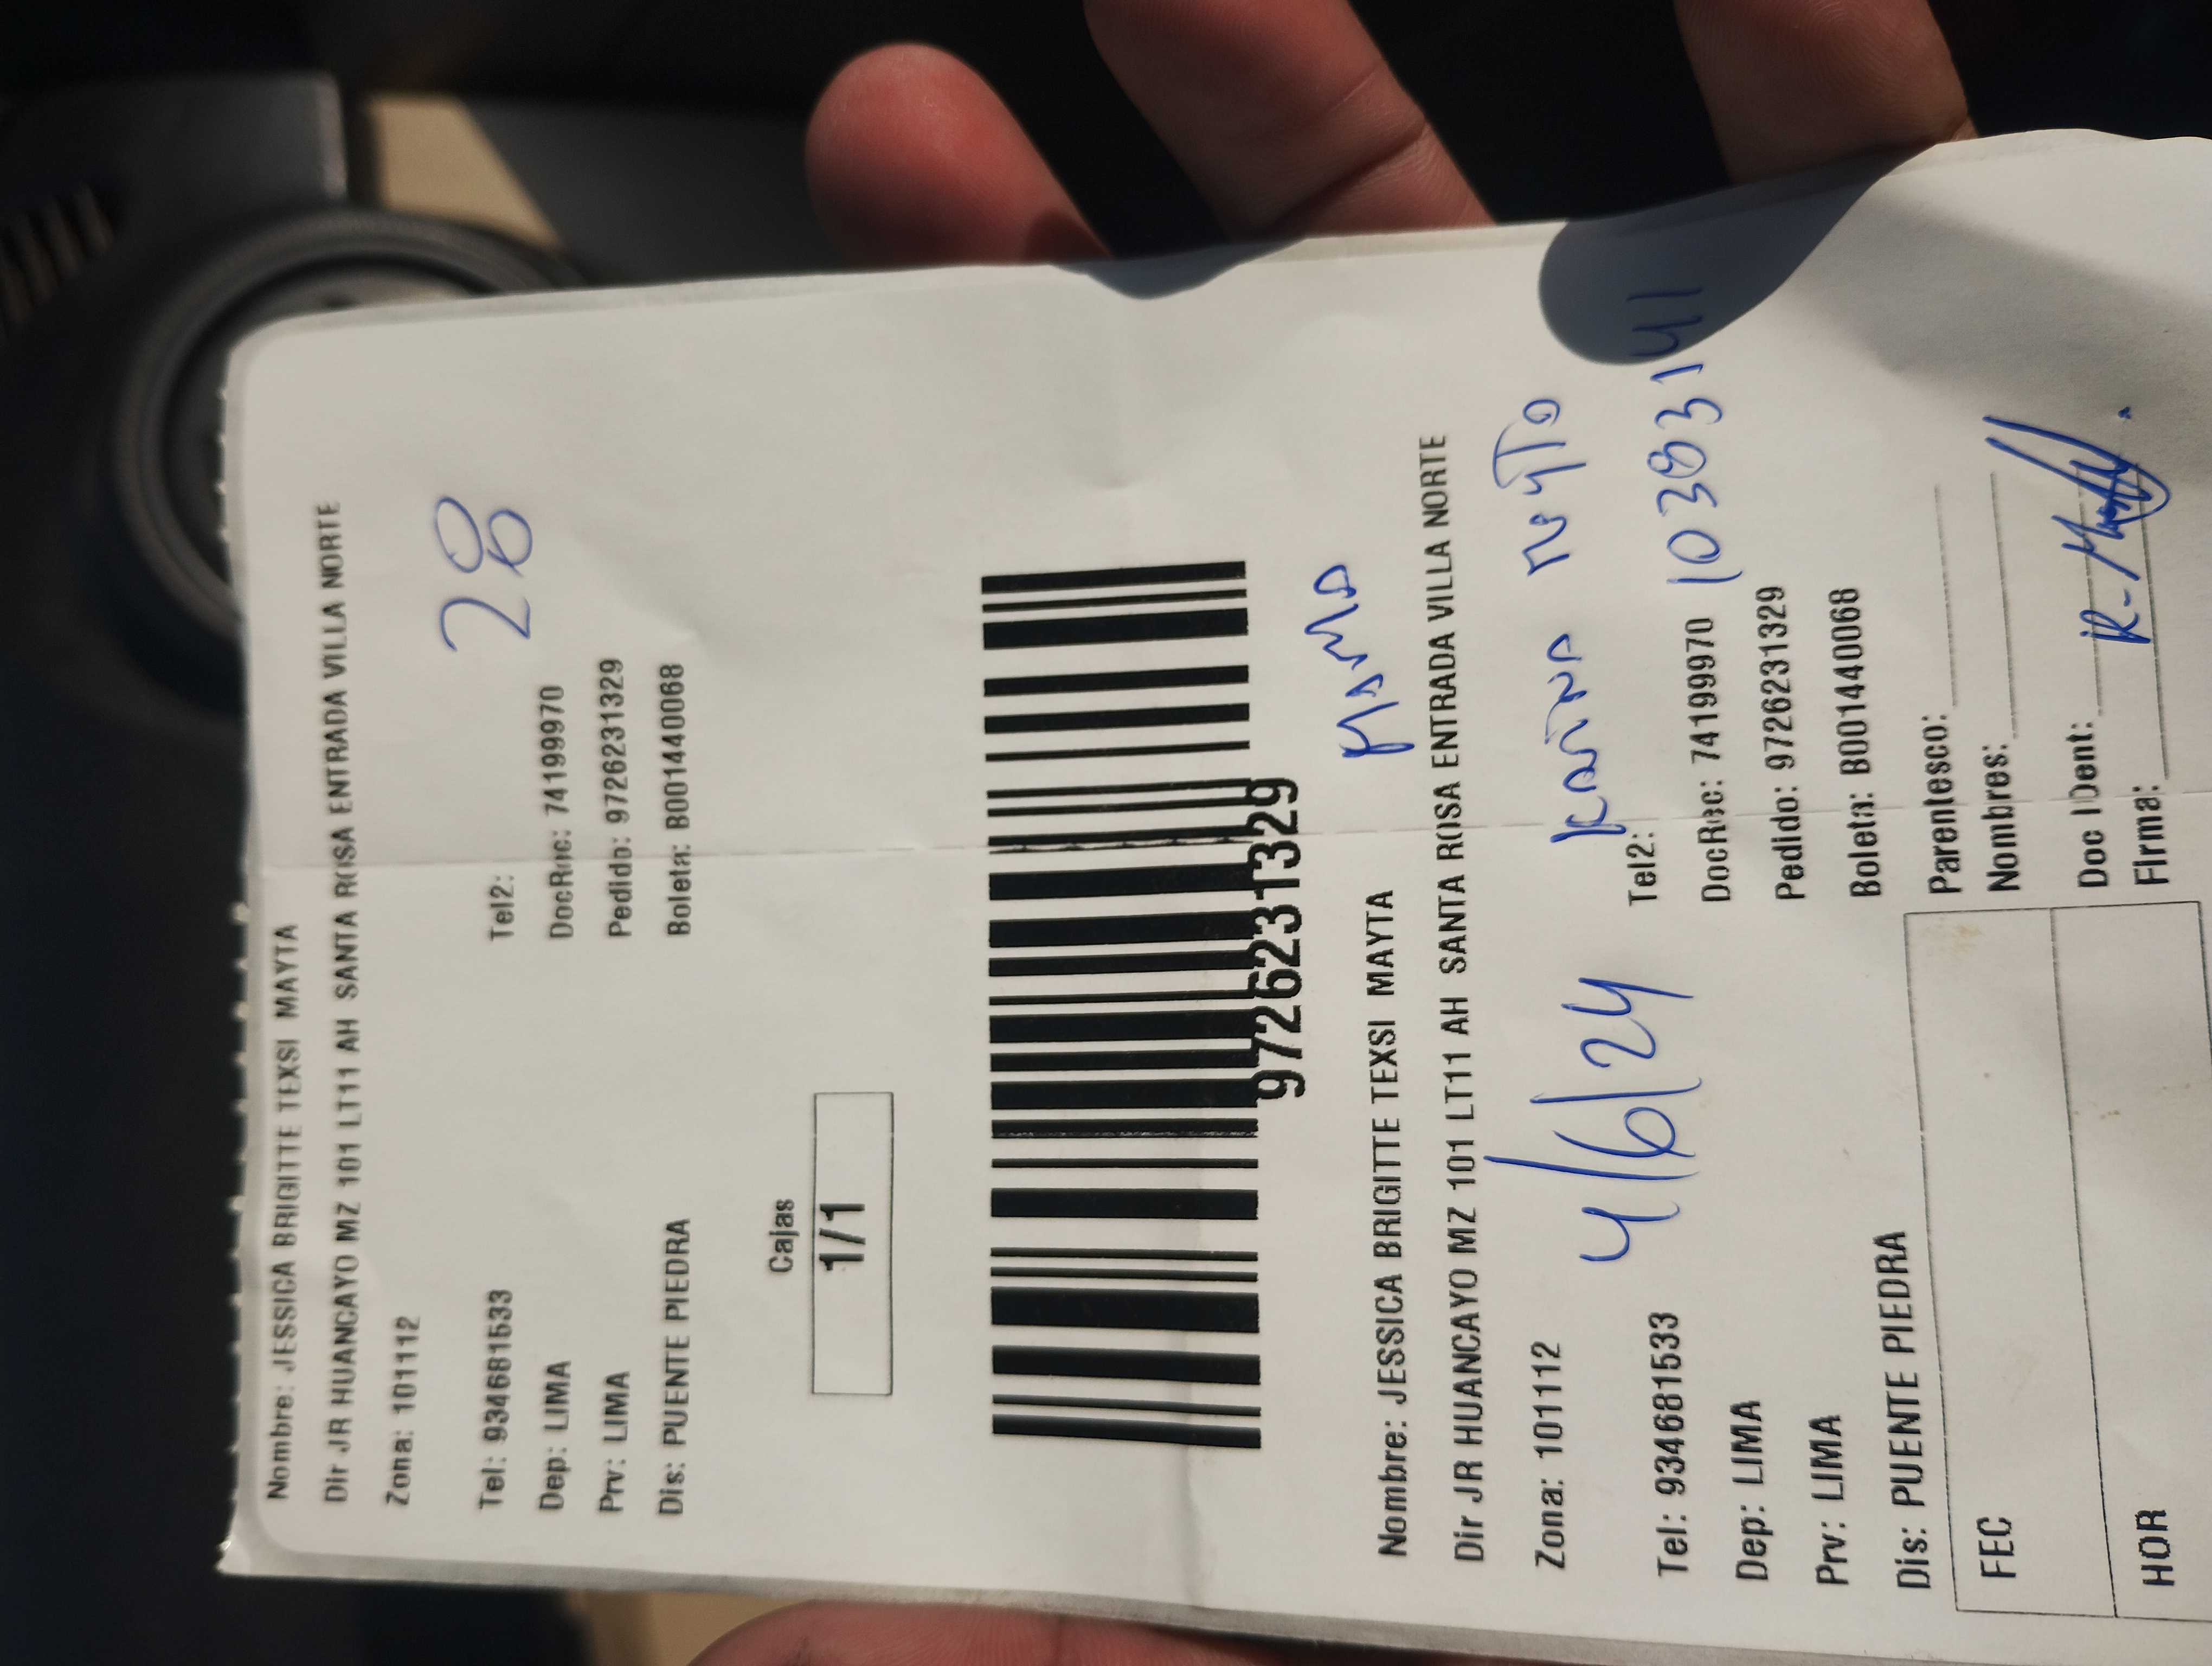 Nombre: JESSICA BRIGITTE TEXSI MAYTA
Dir JR HUANCAYO MZ 101 LT11 AH SANTA ROSA ENTRADA VILLA NORTE
Zona: 101112
28
Tel: 934681533 Tel2:
Dep: LIMA DocRec: 74199970
Prv: LIMA Pedido: 9726231329
Dis: PUENTE PIEDRA Boleta: B001440068
Cajas
1/1
9726231329
MAMA
Nombre: JESSICA BRIGITTE TEXSI MAYTA
Dir JR HUANCAYO MZ 101 LT11 AH SANTA ROSA ENTRADA VILLA NORTE
Zona: 101112
4/6/24
Tel: 934681533 Tel2:
Dep: LIMA DocRec: 74199970 10383141
Prv: LIMA Pedido: 9726231329
Dis: PUENTE PIEDRA Boleta: B001440068
FEC Parentesco:
Nombres:
Doc IDent:
HOR Firma: